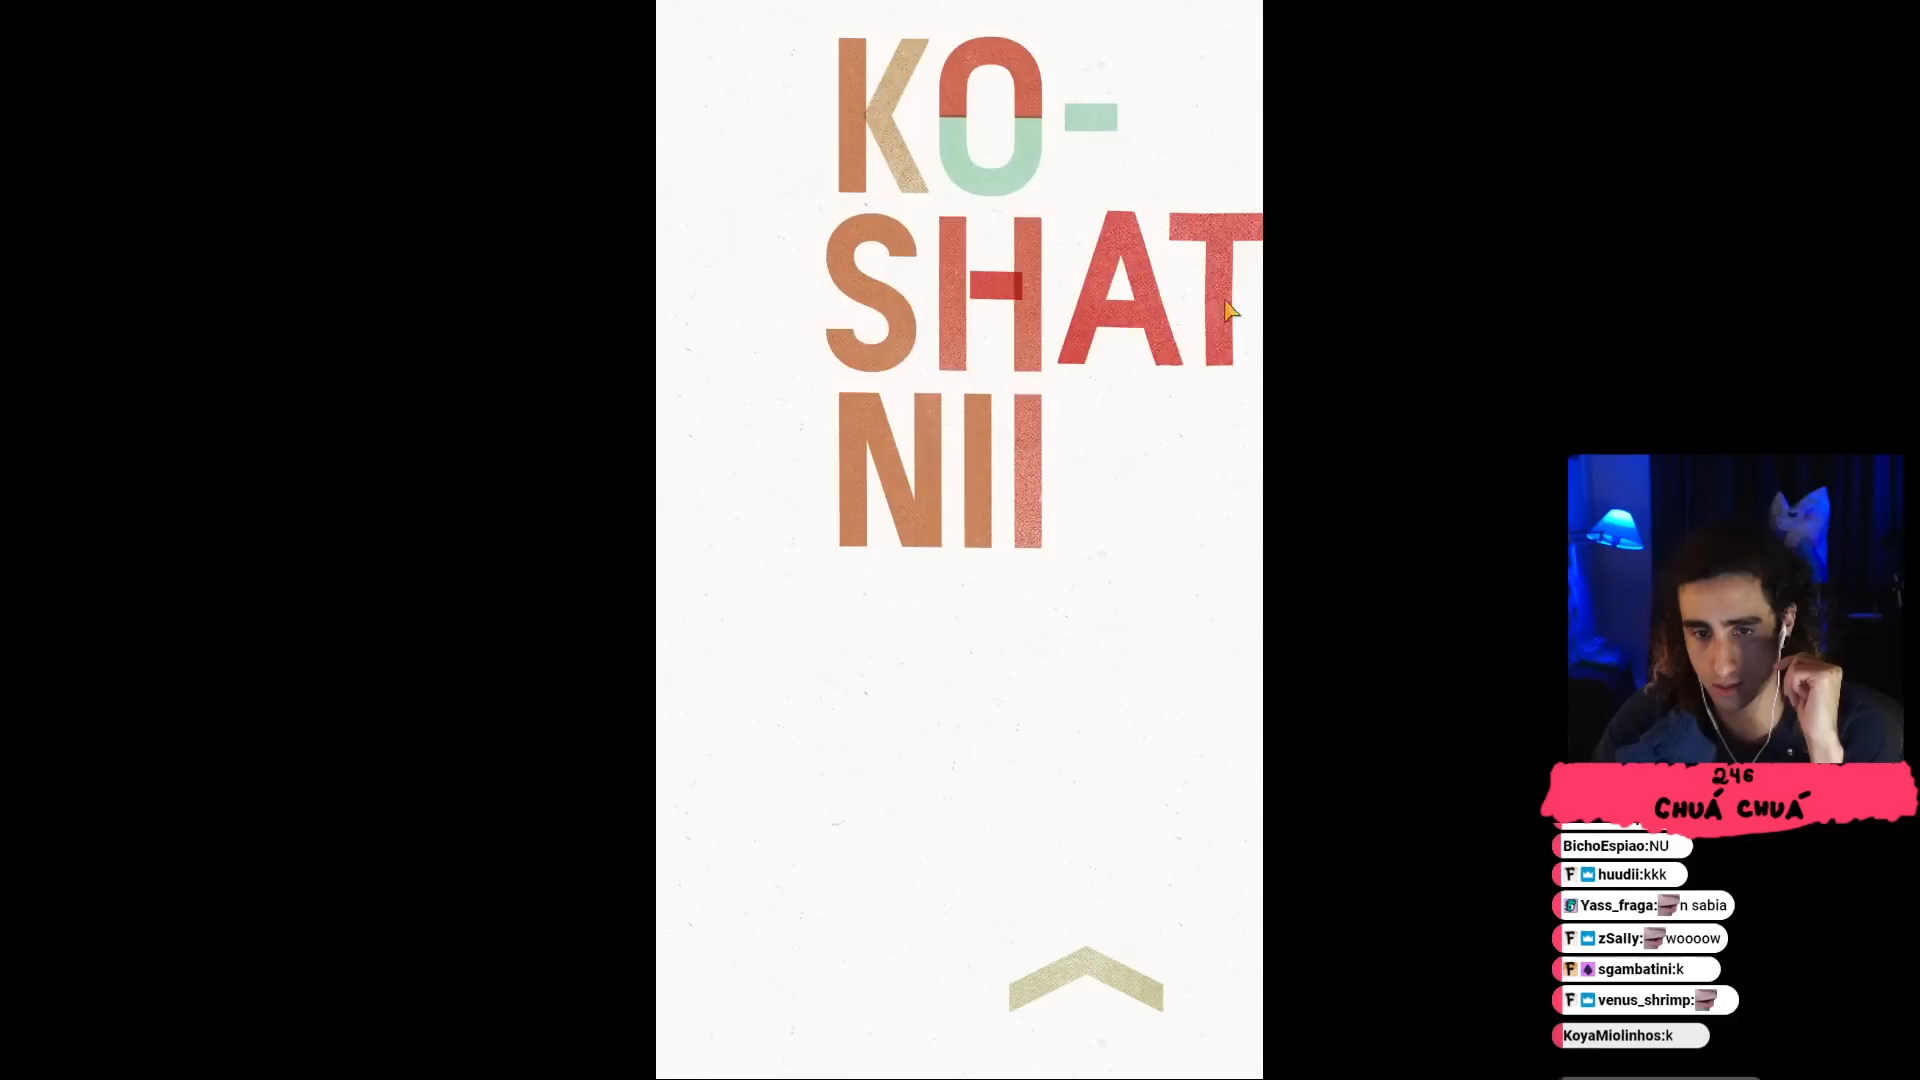 KO-
SHAT
NII
246
CHUÁ CHUÁ
BichoEspiao:NU
huudii:kkk
Yass_fraga: n sabia
zSally: woooow
sgambatini:k
venus_shrimp:
KoyaMiolinhos:k